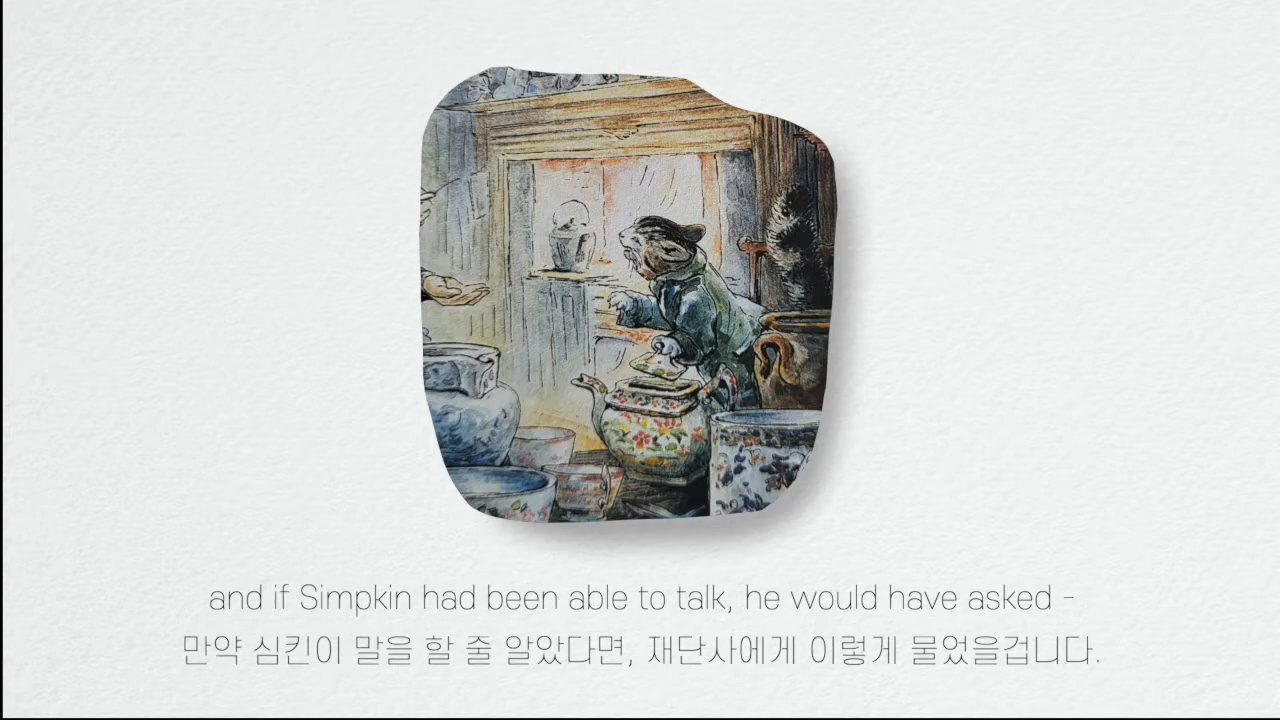 and if Simpkin had been able to talk, he would have asked -
만약 심킨이 말을 할 줄 알았다면, 재단사에게 이렇게 물었을겁니다.